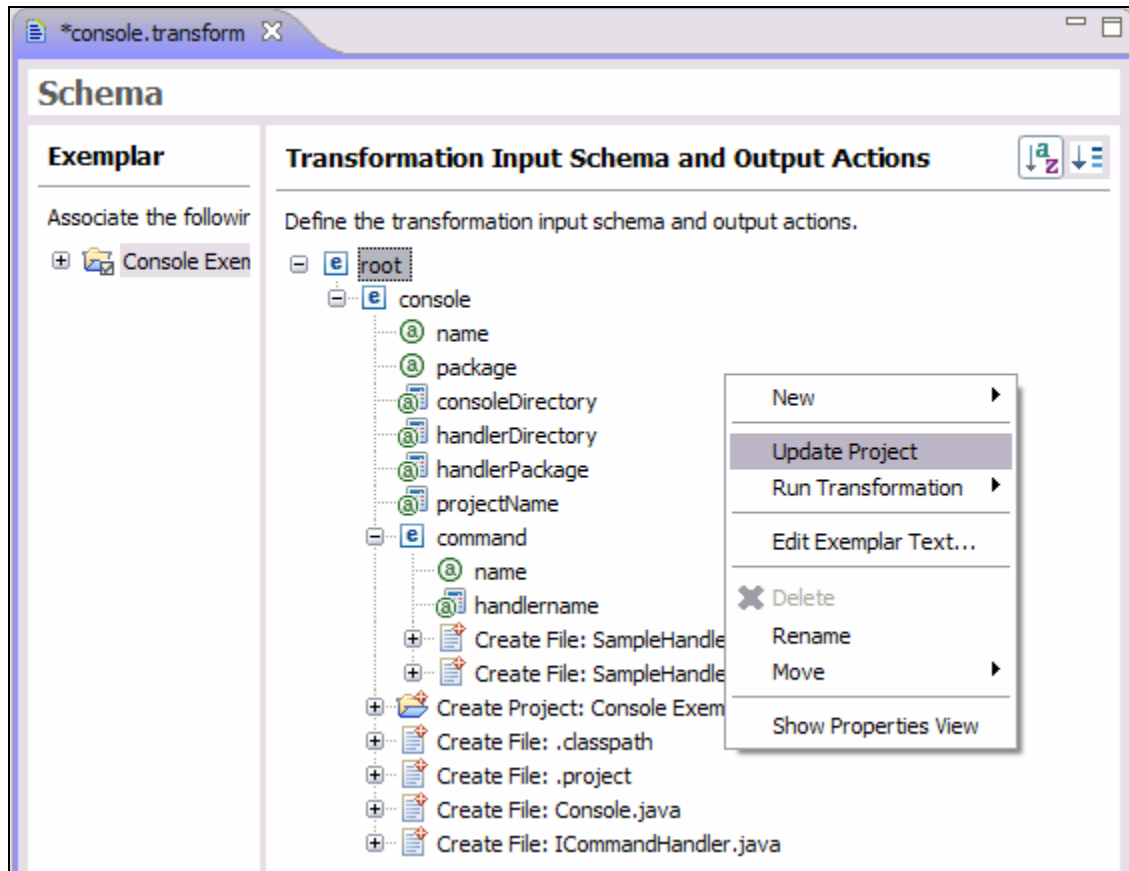 *console.transform
Schema
Exemplar
Associate the followin
Console Exen
Transformation Input Schema and Output Actions
Define the transformation input schema and output actions.
root
console
name
package
consoleDirectory
handlerDirectory
handlerPackage
projectName
command
name
handlername
Create File: SampleHandle
Create File: SampleHandle
Create Project: Console Exem
Create File: .classpath
Create File: .project
Create File: Console.java
Create File: ICommandHandler.java
New
Update Project
Run Transformation
Edit Exemplar Text...
Delete
Rename
Move
Show Properties View